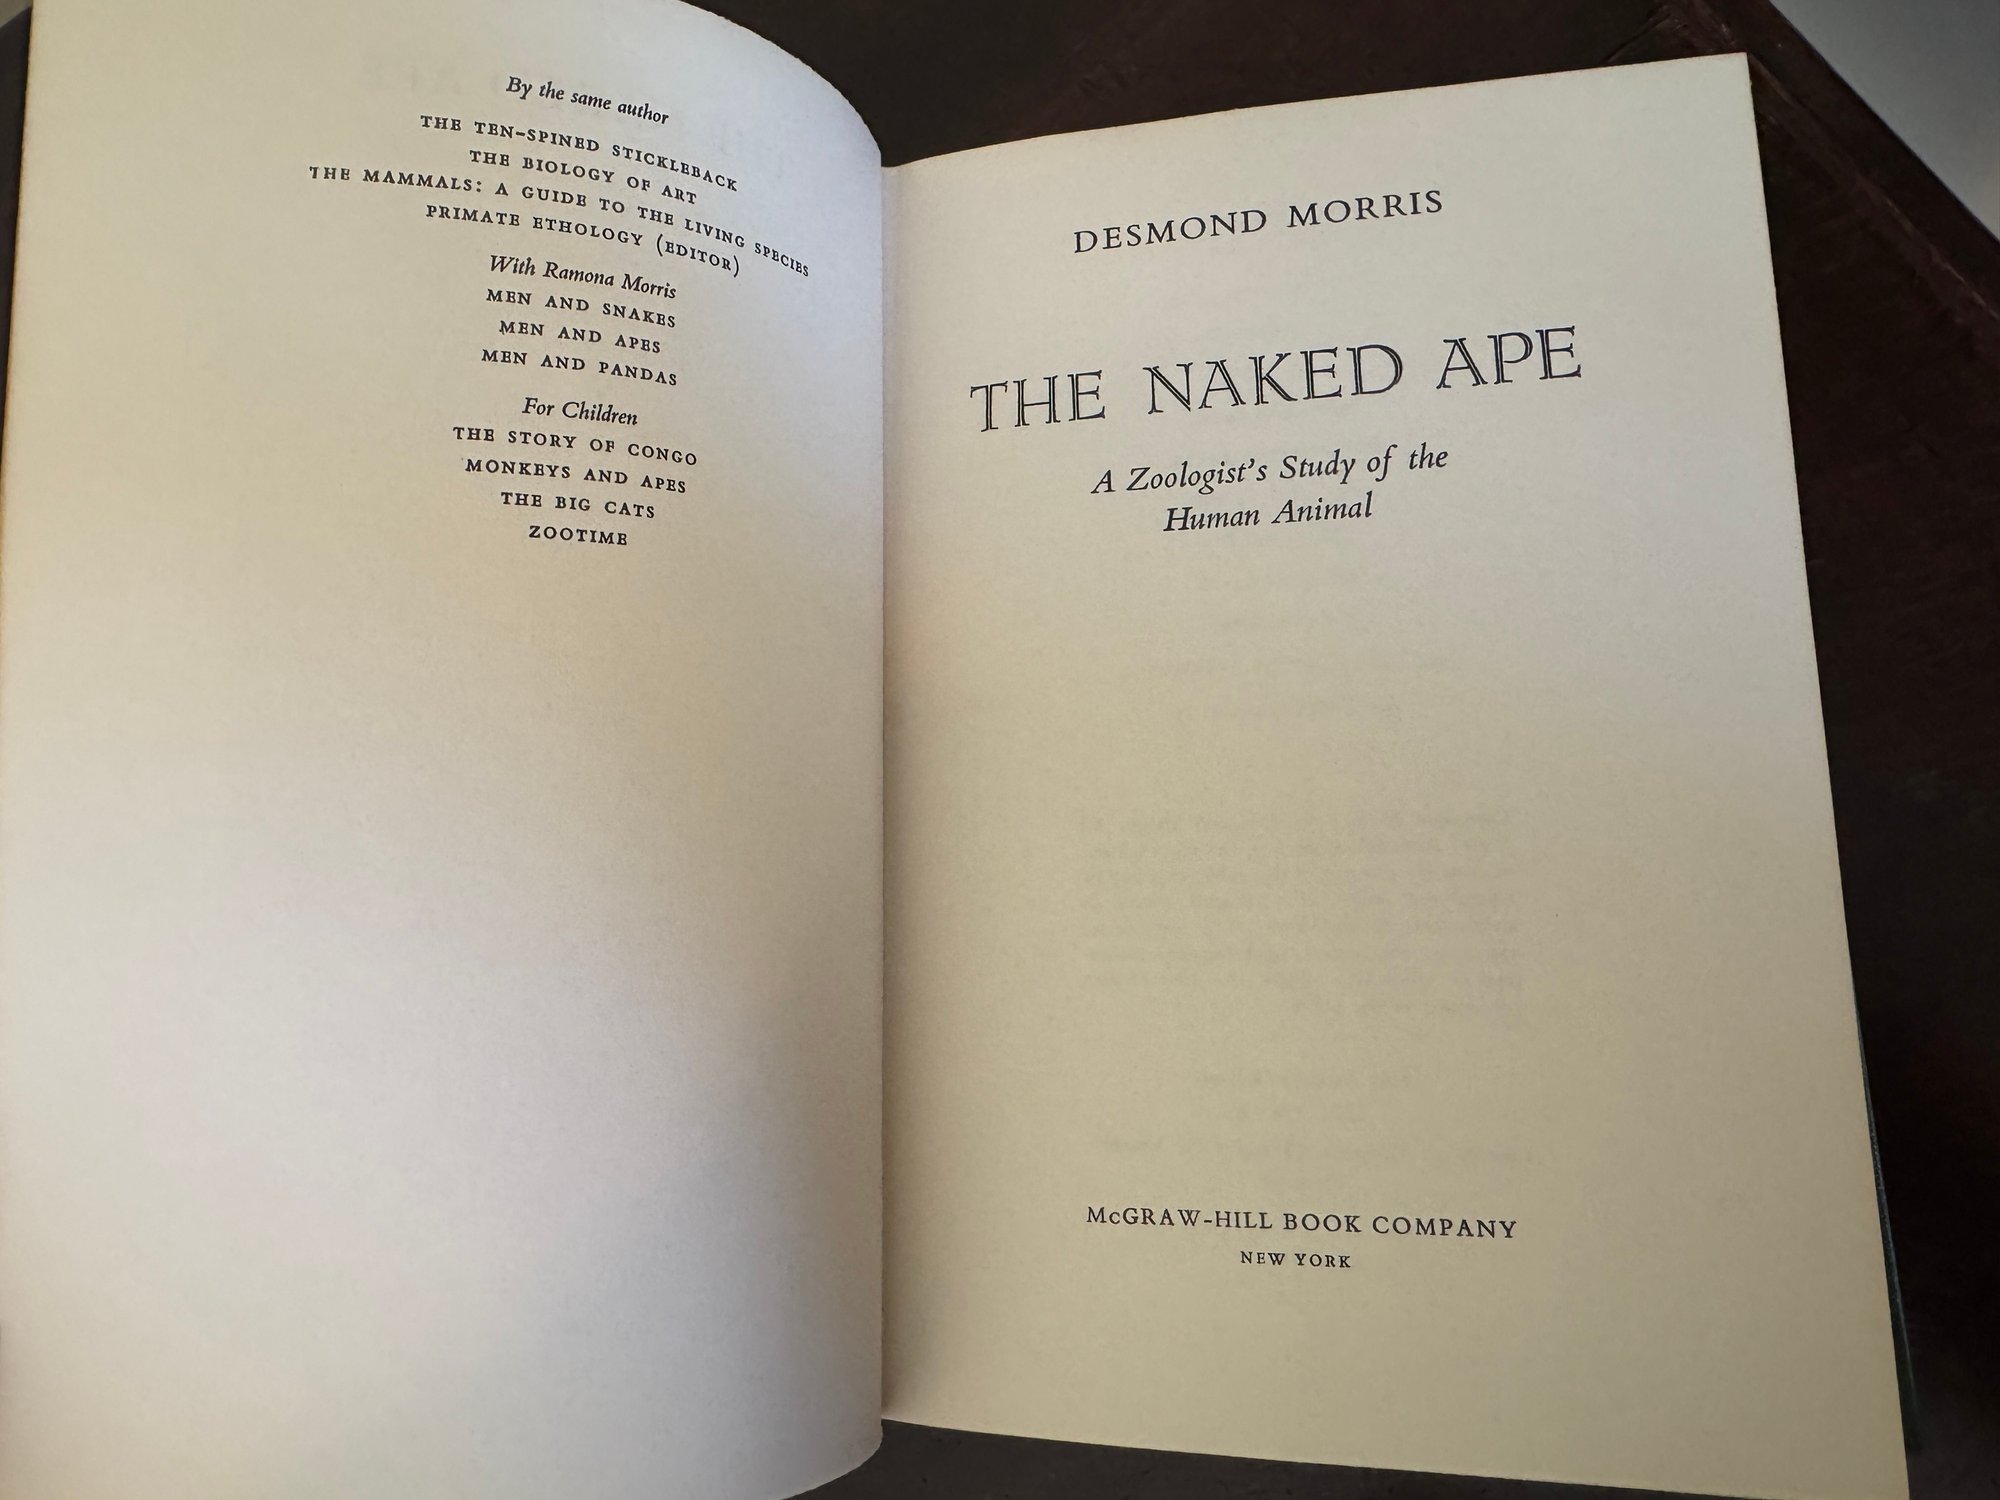 By the same author
THE TEN-SPINED STICKLEBACK
THE BIOLOGY OF ART
THE MAMMALS: A GUIDE TO THE LIVING SPECIES
PRIMATE ETHOLOGY (EDITOR)
With Ramona Morris
MEN AND SNAKES
MEN AND APES
MEN AND PANDAS
For Children
THE STORY OF CONGO
MONKEYS AND APES
THE BIG CATS
ZOOTIME
DESMOND MORRIS
THE NAKED APE
A Zoologist's Study of the
Human Animal
McGRAW-HILL BOOK COMPANY
NEW YORK